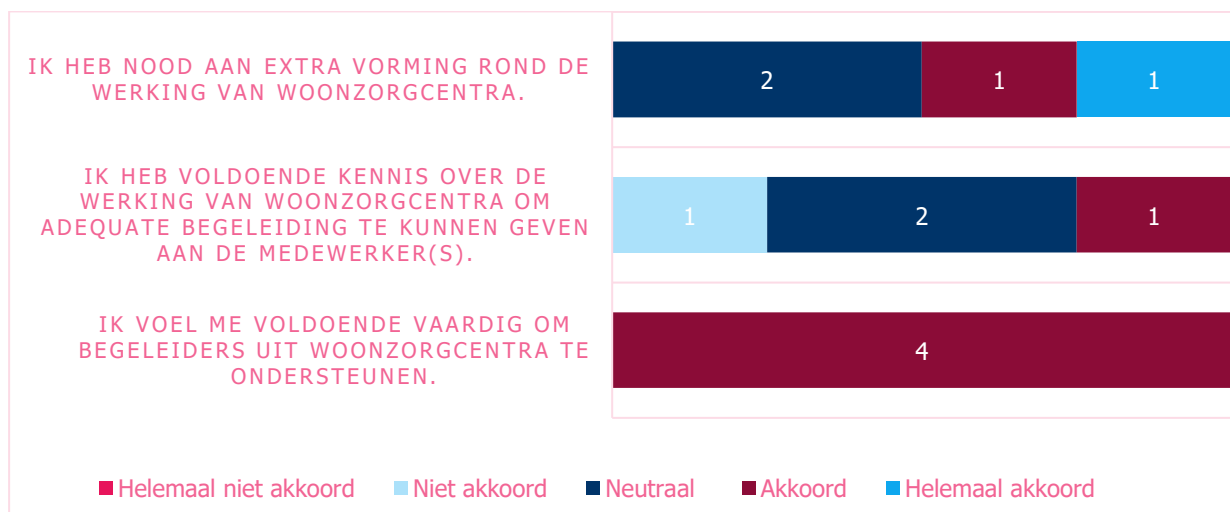 IK HEB NOOD AAN EXTRA VORMING ROND DE
WERKING VAN WOONZORGCENTRA.
2 1 1
IK HEB VOLDOENDE KENNIS OVER DE
WERKING VAN WOONZORGCENTRA OM
ADEQUATE BEGELEIDING TE KUNNEN GEVEN
AAN DE MEDEWERKER(S).
1 2 1
IK VOEL ME VOLDOENDE VAARDIG OM
BEGELEIDERS UIT WOONZORGCENTRA TE
ONDERSTEUNEN.
4
Helemaal niet akkoord Niet akkoord Neutraal Akkoord Helemaal akkoord